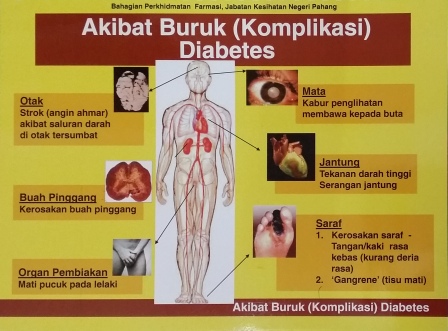 Bahagian Perkhidmatan Farmasi, Jabatan Kesihatan Negeri Pahang
Akibat Buruk (Komplikasi)
Diabetes
Otak
Strok (angin ahmar)
akibat saluran darah
di otak tersumbat
Buah Pinggang
Kerosakan buah pinggang
Organ Pembiakan
Mati pucuk pada lelaki
Mata
Kabur penglihatan
membawa kepada buta
Jantung
Tekanan darah tinggi
Serangan jantung
Saraf
1. Kerosakan saraf -
Tangan/kaki rasa
kebas (kurang deria
rasa)
2. 'Gangrene' (tisu mati)
Akibat Buruk (Komplikasi) Diabetes